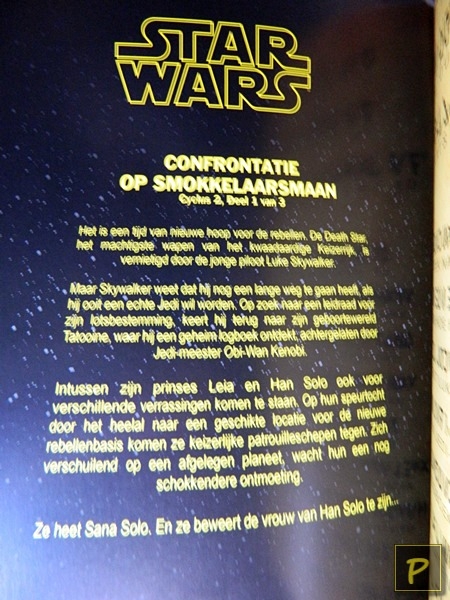 STAR
WARS
CONFRONTATIE
OP SMOKKELAARSMAAN
Cyclus 2, Deel 1 van 3
Het is een tijd van nieuwe hoop voor de rebellen. De Death Star,
het machtigste wapen van het kwaadaardige Keizerrijk, is
vernietigd door de jonge piloot Luke Skywalker.
Maar Skywalker weet dat hij nog een lange weg te gaan heeft, als
hij ooit een echte Jedi wil worden. Op zoek naar een leidraad voor
zijn lotsbestemming, keert hij terug naar zijn geboortewereld
Tatooine, waar hij een geheim logboek ontdekt, achtergelaten door
Jedi-meester Obi-Wan Kenobi.
Intussen zijn prinses Leia en Han Solo ook voor
verschillende verrassingen komen te staan. Op hun speurtocht
door het heelal naar een geschikte locatie voor de nieuwe
rebellenbasis komen ze keizerlijke patrouilleschepen tegen. Zich
verschuilend op een afgelegen planeet, wacht hun een nog
schokkendere ontmoeting.
Ze heet Sana Solo. En ze beweert de vrouw van Han Solo te zijn...
P